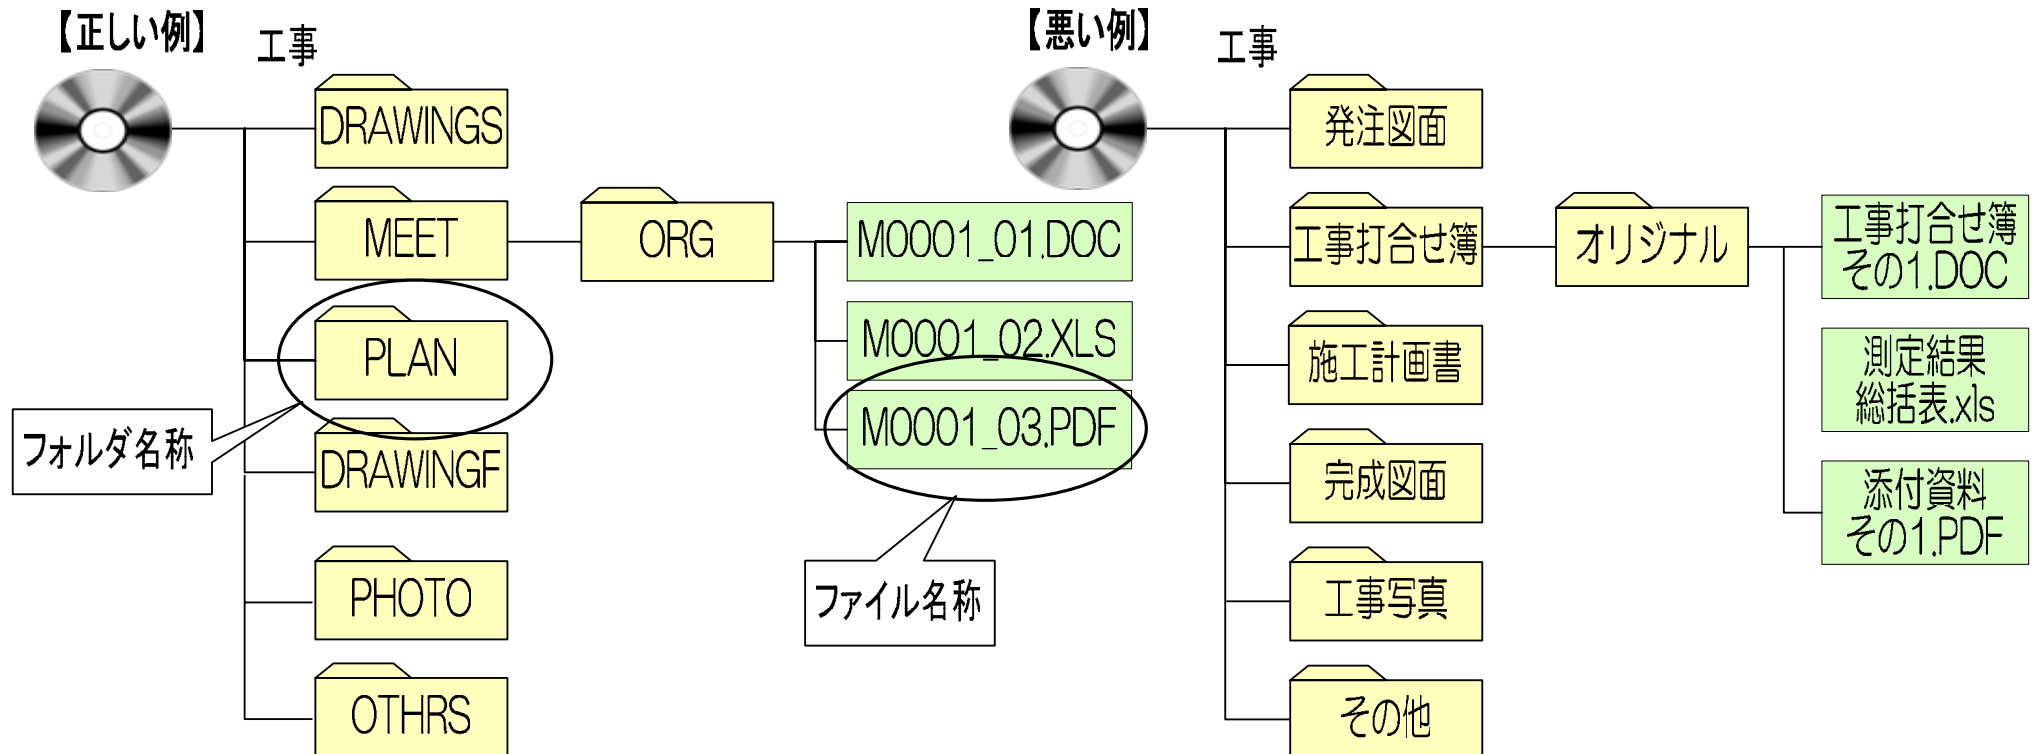 【正しい例】
工事
DRAWINGS
MEET
ORG
M0001_01.DOC
M0001_02.XLS
M0001_03.PDF
PLAN
フォルダ名称
DRAWINGF
ファイル名称
PHOTO
OTHRS
【悪い例】
工事
発注図面
工事打合せ簿
オリジナル
工事打合せ簿
その1.DOC
測定結果
総括表.xls
添付資料
その1.PDF
施工計画書
完成図面
工事写真
その他